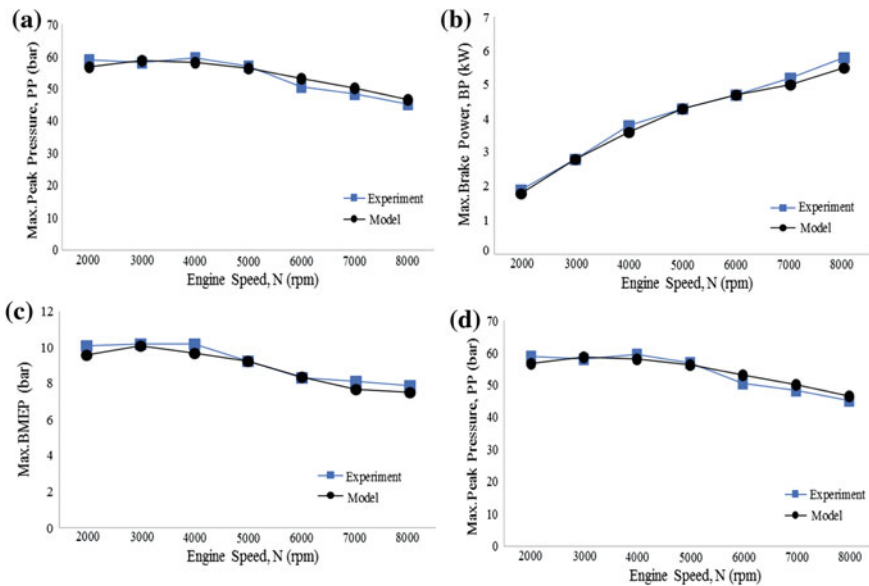 (a)
Max.Peak Pressure, PP (bar)
70
60
50
40
30
20
10
0
Experiment
Model
2000 3000 4000 5000 6000 7000 8000
Engine Speed, N (rpm)
(b)
Max.Brake Power, BP (kW)
7
6
5
4
3
2
1
0
Experiment
Model
2000 3000 4000 5000 6000 7000 8000
Engine Speed, N (rpm)
(c)
Max.BMEP (bar)
12
10
8
6
4
2
0
Experiment
Model
2000 3000 4000 5000 6000 7000 8000
Engine Speed, N (rpm)
(d)
Max.Peak Pressure, PP (bar)
70
60
50
40
30
20
10
0
Experiment
Model
2000 3000 4000 5000 6000 7000 8000
Engine Speed, N (rpm)